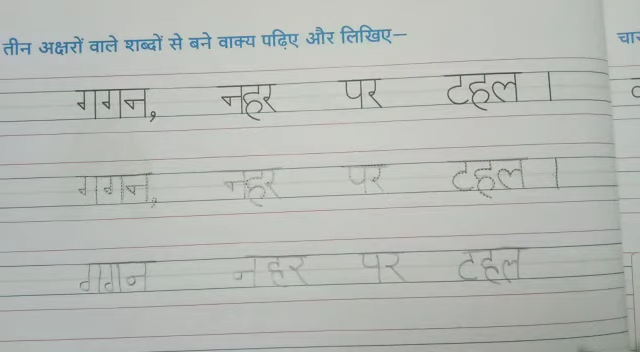 तीन अक्षरों वाले शब्दों से बने वाक्य पढ़िए और लिखिए—
गगन, नहर पर टहल ।
गगन, नहर पर टहल ।
गगन नहर पर टहल